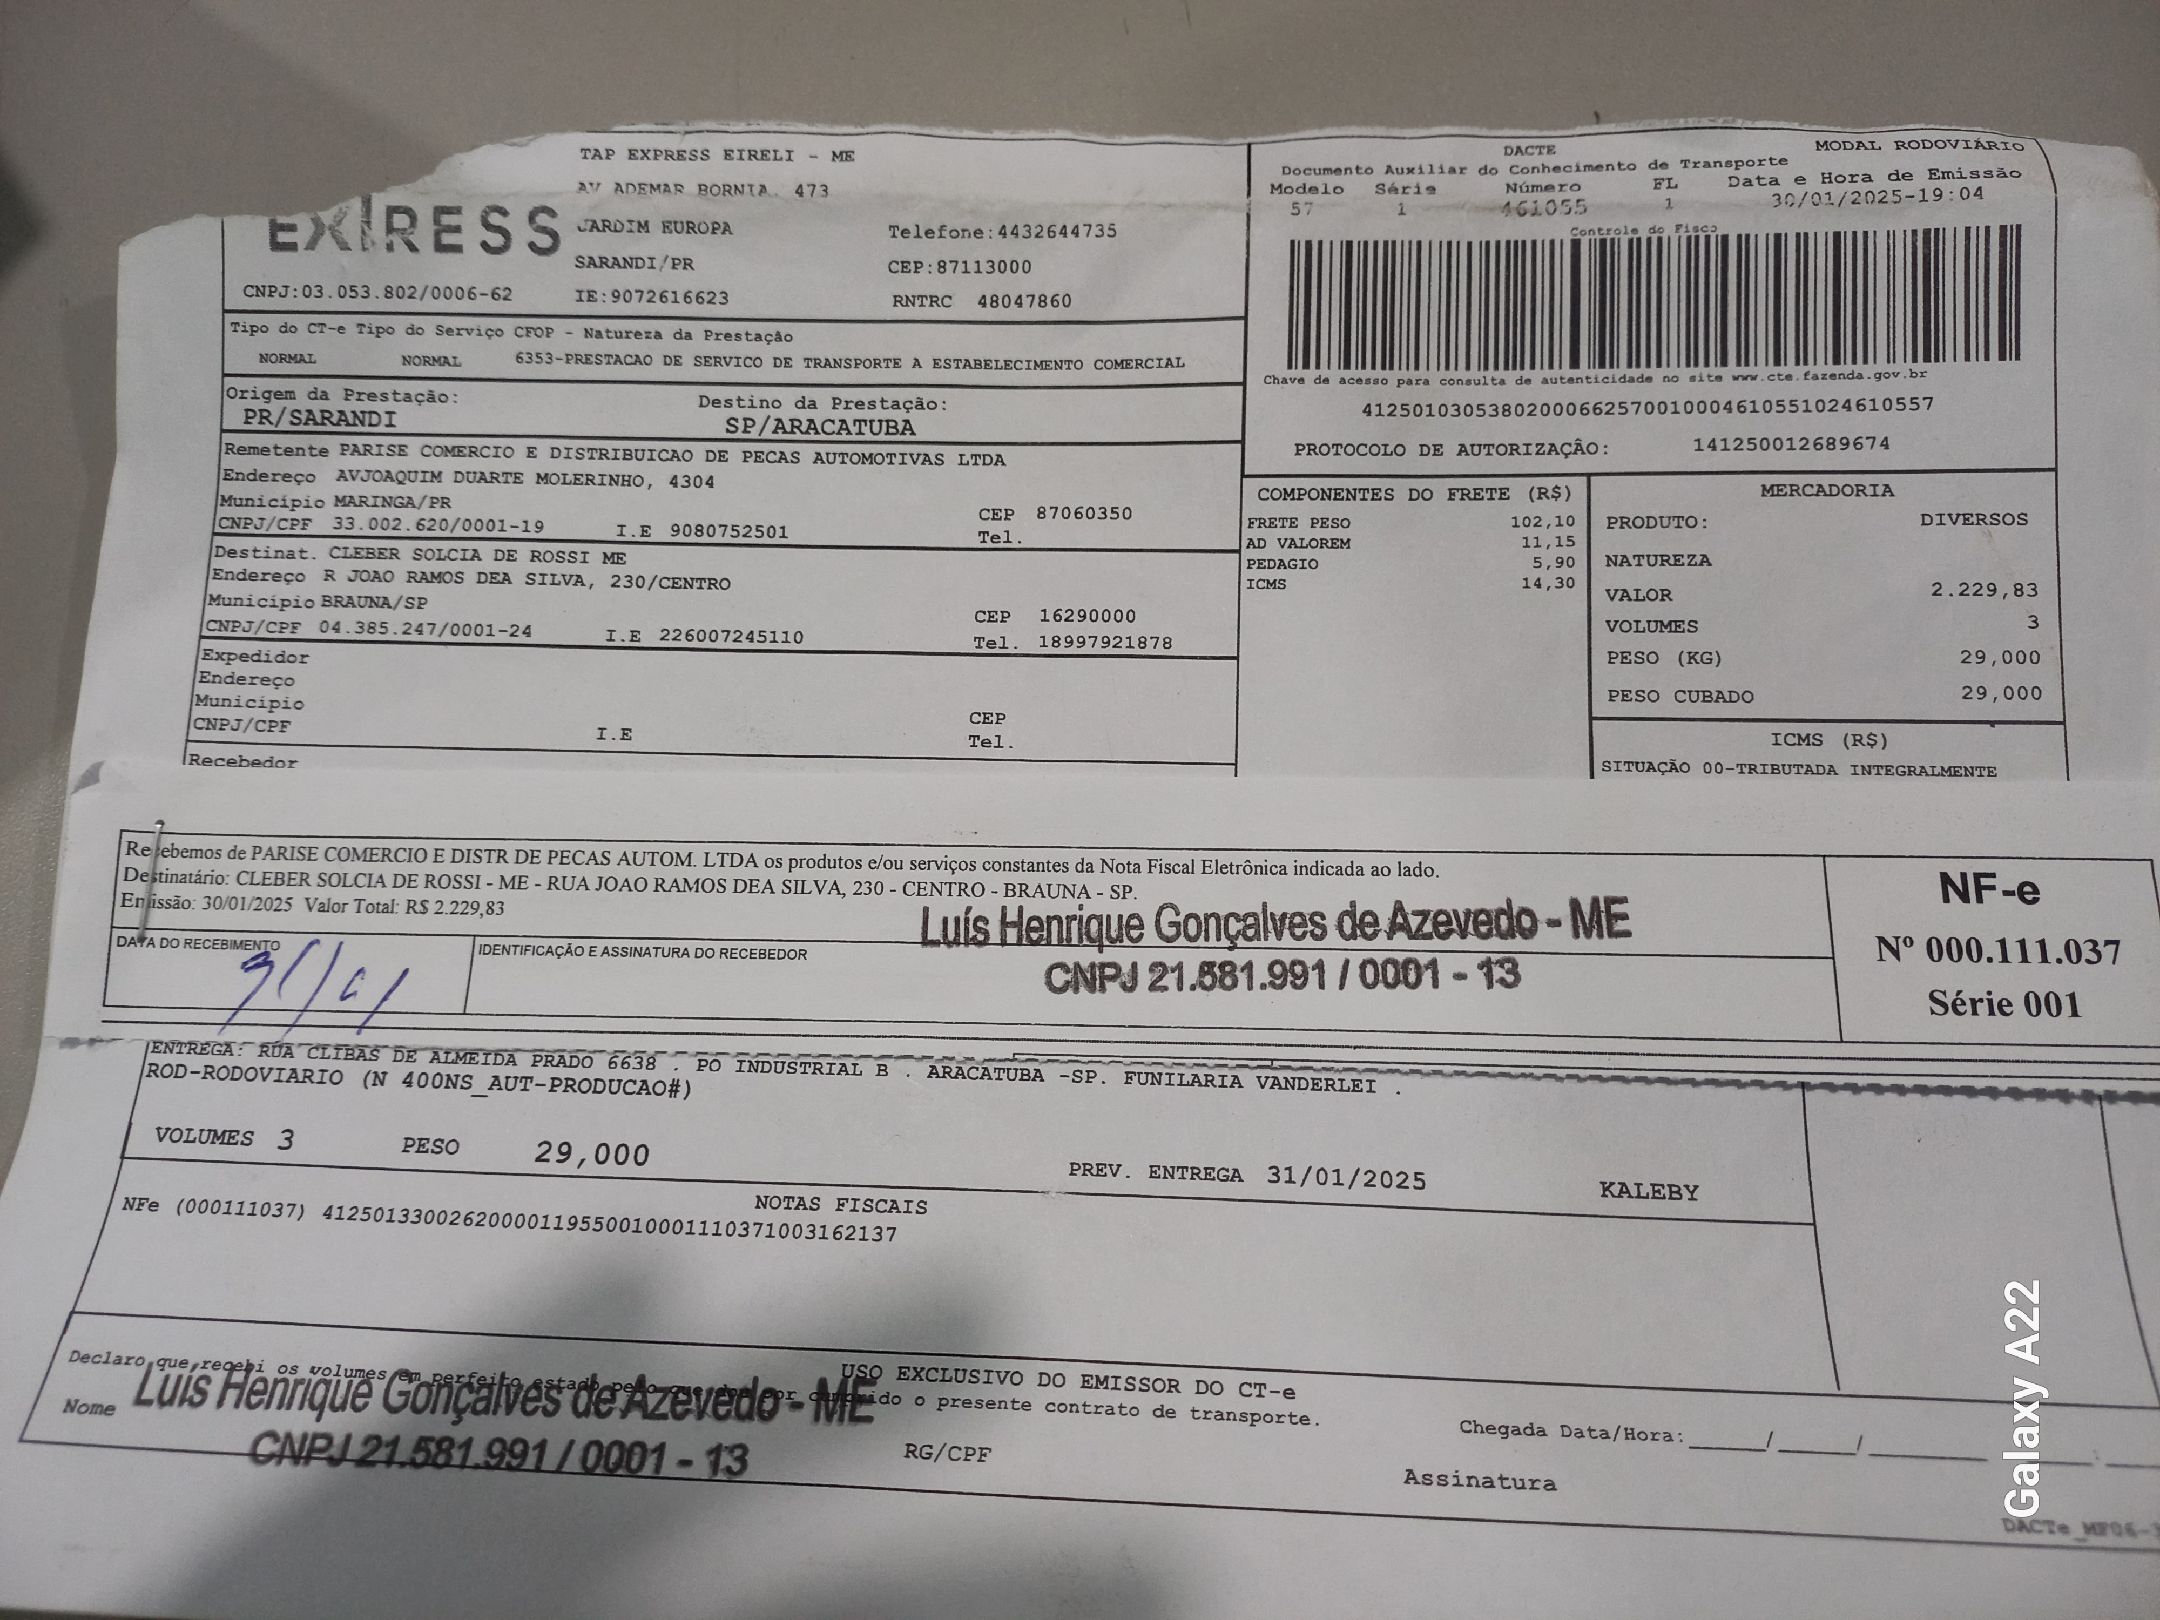 TAP EXPRESS EIRELI - ME
AV ADEMAR BORNIA. 473
EXPRESS
JARDIM EUROPA Telefone:4432644735
SARANDI/PR CEP:87113000
CNPJ:03.053.802/0006-62 IE:9072616623 RNTRC 48047860
Tipo do CT-e Tipo do Serviço CFOP - Natureza da Prestação
NORMAL NORMAL 6353-PRESTACAO DE SERVICO DE TRANSPORTE A ESTABELECIMENTO COMERCIAL
Origem da Prestação: Destino da Prestação:
PR/SARANDI SP/ARACATUBA
Remetente PARISE COMERCIO E DISTRIBUICAO DE PECAS AUTOMOTIVAS LTDA
Endereço AVJOAQUIM DUARTE MOLERINHO, 4304
Município MARINGA/PR CEP 87060350
CNPJ/CPF 33.002.620/0001-19 I.E 9080752501 Tel.
Destinat. CLEBER SOLCIA DE ROSSI ME
Endereço R JOAO RAMOS DEA SILVA, 230/CENTRO
Município BRAUNA/SP CEP 16290000
CNPJ/CPF 04.385.247/0001-24 I.E 226007245110 Tel. 18997921878
Expedidor
Endereço
Município CEP
CNPJ/CPF I.E Tel.
Recebedor
DACTE MODAL RODOVIÁRIO
Documento Auxiliar do Conhecimento de Transporte
Modelo Série Número FL Data e Hora de Emissão
57 1 461055 1 30/01/2025-19:04
Controle do Fisco
Chave de acesso para consulta de autenticidade no site www.cte.fazenda.gov.br
41250103053802000662570010004610551024610557
PROTOCOLO DE AUTORIZAÇÃO: 141250012689674
COMPONENTES DO FRETE (R$)
FRETE PESO 102,10
AD VALOREM 11,15
PEDAGIO 5,90
ICMS 14,30
MERCADORIA
PRODUTO: DIVERSOS
NATUREZA
VALOR 2.229,83
VOLUMES 3
PESO (KG) 29,000
PESO CUBADO 29,000
ICMS (R$)
SITUAÇÃO 00-TRIBUTADA INTEGRALMENTE
Recebemos de PARISE COMERCIO E DISTR DE PECAS AUTOM. LTDA os produtos e/ou serviços constantes da Nota Fiscal Eletrônica indicada ao lado.
Destinatário: CLEBER SOLCIA DE ROSSI - ME - RUA JOAO RAMOS DEA SILVA, 230 - CENTRO - BRAUNA - SP.
Emissão: 30/01/2025 Valor Total: R$ 2.229,83
Luís Henrique Gonçalves de Azevedo - ME
CNPJ 21.581.991 / 0001 - 13
DATA DO RECEBIMENTO IDENTIFICAÇÃO E ASSINATURA DO RECEBEDOR
31/01/
NF-e
Nº 000.111.037
Série 001
ENTREGA: RUA CLIBAS DE ALMEIDA PRADO 6638 . PO INDUSTRIAL B . ARACATUBA -SP. FUNILARIA VANDERLEI .
ROD-RODOVIARIO (N 400NS_AUT-PRODUCAO#)
VOLUMES 3 PESO 29,000 PREV. ENTREGA 31/01/2025 KALEBY
NOTAS FISCAIS
NFe (000111037) 41250133002620000119550010001110371003162137
USO EXCLUSIVO DO EMISSOR DO CT-e
Declaro que recebi os volumes em perfeito estado pelo que dou por cumprido o presente contrato de transporte.
Luís Henrique Gonçalves de Azevedo - ME
CNPJ 21.581.991 / 0001 - 13
Nome RG/CPF Chegada Data/Hora:____/____/____
Assinatura
Galaxy A22